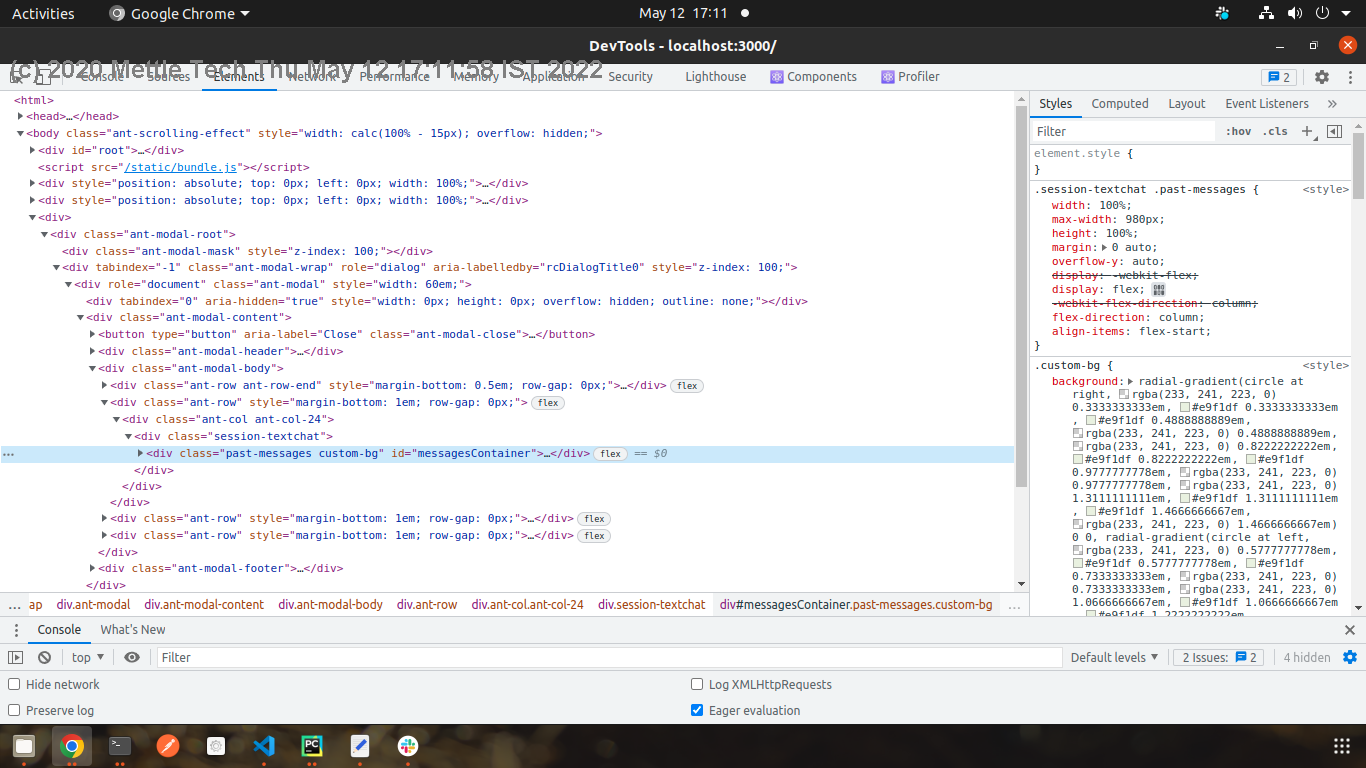 Activities
Google Chrome
May 12 17:11
DevTools - localhost:3000/
(c) 2020 Mettle Tech Thu May 12 17:11:58 IST 2022
Console Sources Elements Network Performance Memory Application Security Lighthouse Components Profiler
2
<html>
<head>…</head>
<body class="ant-scrolling-effect" style="width: calc(100% - 15px); overflow: hidden;">
<div id="root">…</div>
<script src="/static/bundle.js"></script>
<div style="position: absolute; top: 0px; left: 0px; width: 100%;">…</div>
<div style="position: absolute; top: 0px; left: 0px; width: 100%;">…</div>
<div>
<div class="ant-modal-root">
<div class="ant-modal-mask" style="z-index: 100;"></div>
<div tabindex="-1" class="ant-modal-wrap" role="dialog" aria-labelledby="rcDialogTitle0" style="z-index: 100;">
<div role="document" class="ant-modal" style="width: 60em;">
<div tabindex="0" aria-hidden="true" style="width: 0px; height: 0px; overflow: hidden; outline: none;"></div>
<div class="ant-modal-content">
<button type="button" aria-label="Close" class="ant-modal-close">…</button>
<div class="ant-modal-header">…</div>
<div class="ant-modal-body">
<div class="ant-row ant-row-end" style="margin-bottom: 0.5em; row-gap: 0px;">…</div> flex
<div class="ant-row" style="margin-bottom: 1em; row-gap: 0px;"> flex
<div class="ant-col ant-col-24">
<div class="session-textchat">
… <div class="past-messages custom-bg" id="messagesContainer">…</div> flex == $0
</div>
</div>
</div>
<div class="ant-row" style="margin-bottom: 1em; row-gap: 0px;">…</div> flex
<div class="ant-row" style="margin-bottom: 1em; row-gap: 0px;">…</div> flex
</div>
<div class="ant-modal-footer">…</div>
</div>
… ap div.ant-modal div.ant-modal-content div.ant-modal-body div.ant-row div.ant-col.ant-col-24 div.session-textchat div#messagesContainer.past-messages.custom-bg …
Styles Computed Layout Event Listeners »
Filter :hov .cls +
element.style {
}
.session-textchat .past-messages { <style>
width: 100%;
max-width: 980px;
height: 100%;
margin: 0 auto;
overflow-y: auto;
display: -webkit-flex;
display: flex;
-webkit-flex-direction: column;
flex-direction: column;
align-items: flex-start;
}
.custom-bg { <style>
background: radial-gradient(circle at
right, rgba(233, 241, 223, 0)
0.3333333333em, #e9f1df 0.3333333333em
, #e9f1df 0.4888888889em,
rgba(233, 241, 223, 0) 0.4888888889em,
rgba(233, 241, 223, 0) 0.8222222222em,
#e9f1df 0.8222222222em, #e9f1df
0.9777777778em, rgba(233, 241, 223, 0)
0.9777777778em, rgba(233, 241, 223, 0)
1.3111111111em, #e9f1df 1.3111111111em
, #e9f1df 1.4666666667em,
rgba(233, 241, 223, 0) 1.4666666667em)
0 0, radial-gradient(circle at left,
rgba(233, 241, 223, 0) 0.5777777778em,
#e9f1df 0.5777777778em, #e9f1df
0.7333333333em, rgba(233, 241, 223, 0)
0.7333333333em, rgba(233, 241, 223, 0)
1.0666666667em, #e9f1df 1.0666666667em
, #e9f1df 1.2222222222em,
Console What's New
top Filter Default levels 2 Issues: 2 4 hidden
Hide network Log XMLHttpRequests
Preserve log Eager evaluation